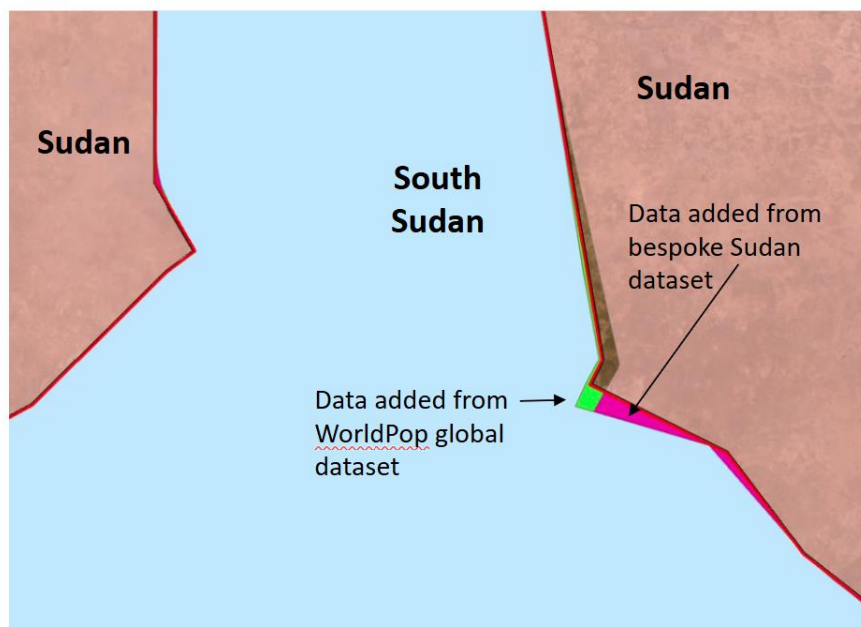 Sudan
Sudan
South
Sudan
Data added from
bespoke Sudan
dataset
Data added from
WorldPop global
dataset